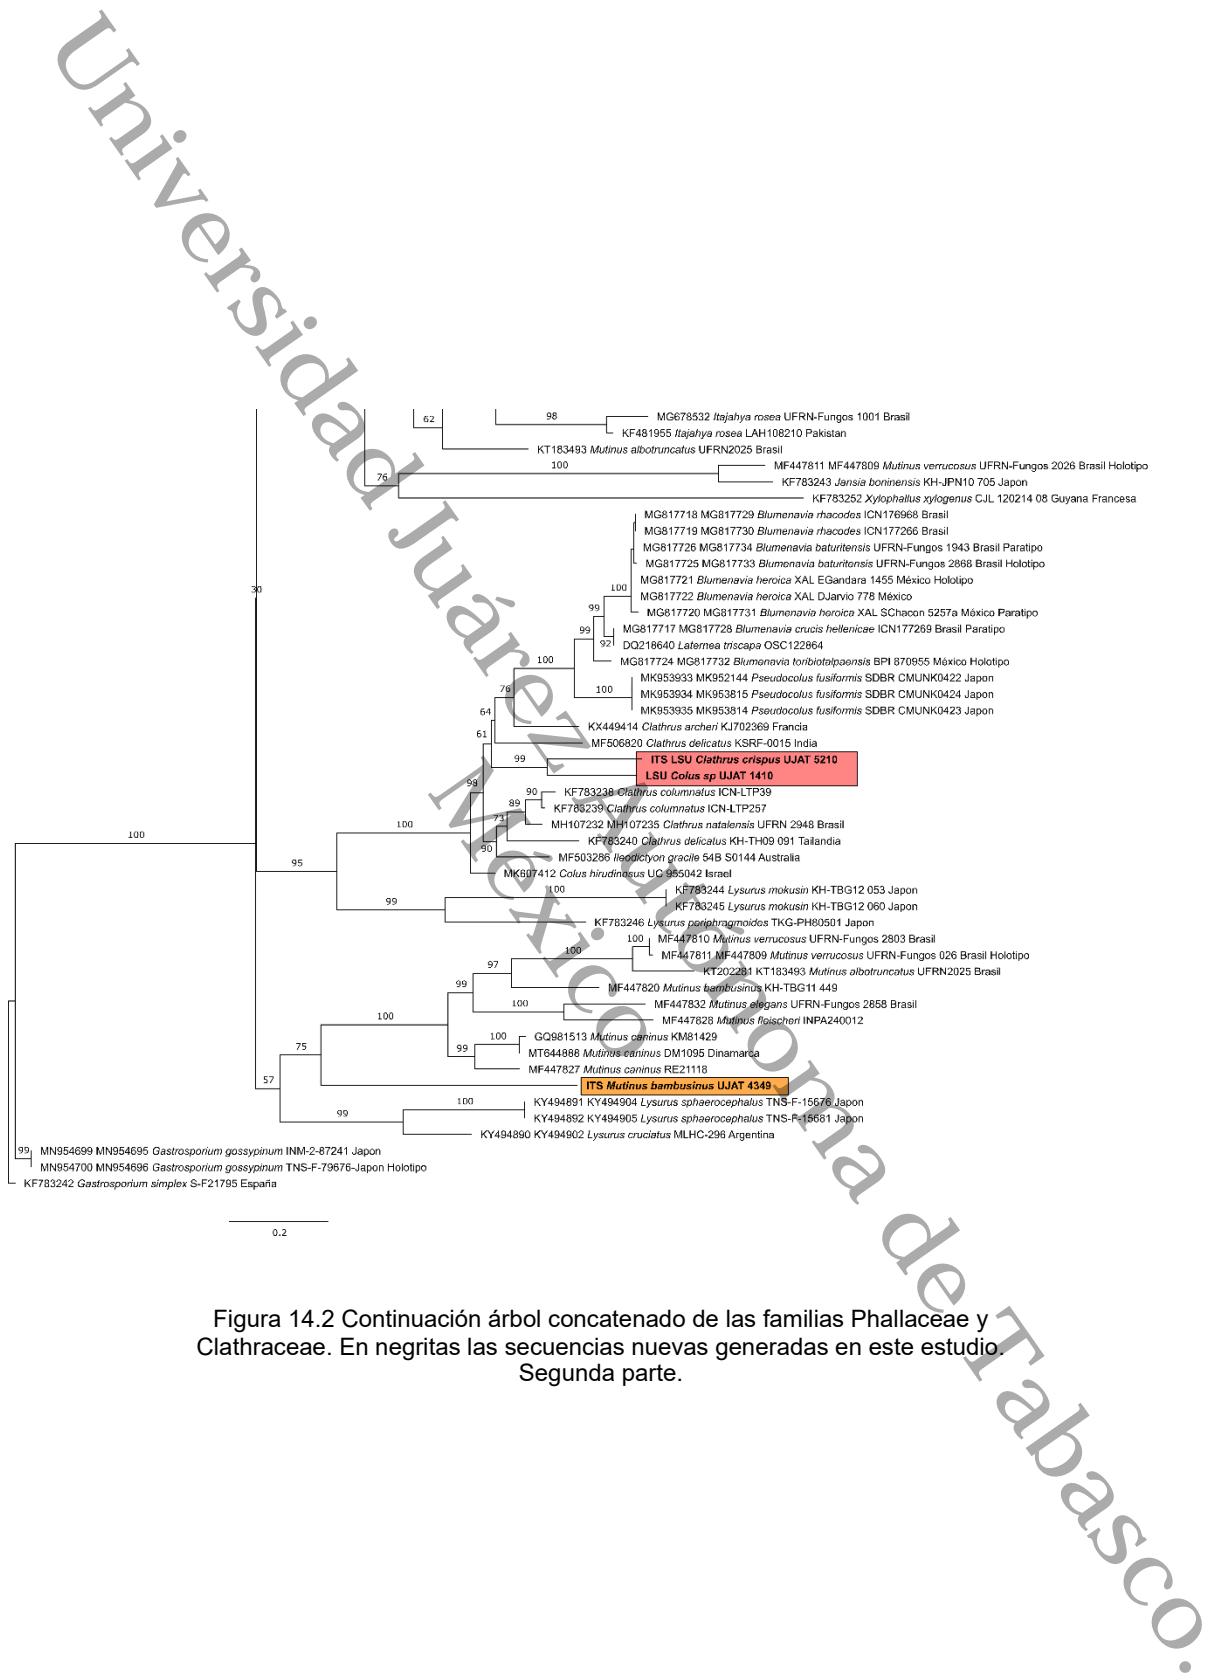 Universidad Juárez Autónoma de Tabasco.
México
98
MG678532 Itajahya rosea UFRN-Fungos 1001 Brasil
62
KF481955 Itajahya rosea LAH108210 Pakistan
KT183493 Mutinus albotruncatus UFRN2025 Brasil
100
MF447811 MF447809 Mutinus verrucosus UFRN-Fungos 2026 Brasil Holotipo
76
KF783243 Jansia boninensis KH-JPN10 705 Japon
KF783252 Xylophallus xylogenus CJL 120214 08 Guyana Francesa
MG817718 MG817729 Blumenavia rhacodes ICN176968 Brasil
MG817719 MG817730 Blumenavia rhacodes ICN177266 Brasil
MG817726 MG817734 Blumenavia baturitensis UFRN-Fungos 1943 Brasil Paratipo
MG817725 MG817733 Blumenavia baturitensis UFRN-Fungos 2868 Brasil Holotipo
MG817721 Blumenavia heroica XAL EGandara 1455 México Holotipo
30
100
MG817722 Blumenavia heroica XAL DJarvio 778 México
99
MG817720 MG817731 Blumenavia heroica XAL SChacon 5257a México Paratipo
99
MG817717 MG817728 Blumenavia crucis hellenicae ICN177269 Brasil Paratipo
92
DQ218640 Laternea triscapa OSC122864
100
MG817724 MG817732 Blumenavia toribiotalpaensis BPI 870955 México Holotipo
MK953933 MK952144 Pseudocolus fusiformis SDBR CMUNK0422 Japon
76
100
MK953934 MK953815 Pseudocolus fusiformis SDBR CMUNK0424 Japon
64
MK953935 MK953814 Pseudocolus fusiformis SDBR CMUNK0423 Japon
KX449414 Clathrus archeri KJ702369 Francia
61
MF506820 Clathrus delicatus KSRF-0015 India
99
ITS LSU Clathrus crispus UJAT 5210
LSU Colus sp UJAT 1410
98
90
KF783238 Clathrus columnatus ICN-LTP39
89
KF783239 Clathrus columnatus ICN-LTP257
100
73
MH107232 MH107235 Clathrus natalensis UFRN 2948 Brasil
100
KF783240 Clathrus delicatus KH-TH09 091 Tailandia
90
MF503286 Ileodictyon gracile 54B S0144 Australia
95
MK607412 Colus hirudinosus UC 955042 Israel
100
KF783244 Lysurus mokusin KH-TBG12 053 Japon
99
KF783245 Lysurus mokusin KH-TBG12 060 Japon
KF783246 Lysurus periphragmoides TKG-PH80501 Japon
100
MF447810 Mutinus verrucosus UFRN-Fungos 2803 Brasil
100
MF447811 MF447809 Mutinus verrucosus UFRN-Fungos 026 Brasil Holotipo
97
KT202281 KT183493 Mutinus albotruncatus UFRN2025 Brasil
99
MF447820 Mutinus bambusinus KH-TBG11 449
100
MF447832 Mutinus elegans UFRN-Fungos 2858 Brasil
100
MF447828 Mutinus fleischeri INPA240012
100
GQ981513 Mutinus caninus KM81429
75
99
MT644888 Mutinus caninus DM1095 Dinamarca
MF447827 Mutinus caninus RE21118
57
ITS Mutinus bambusinus UJAT 4349
100
KY494891 KY494904 Lysurus sphaerocephalus TNS-F-15676 Japon
99
KY494892 KY494905 Lysurus sphaerocephalus TNS-F-15681 Japon
KY494890 KY494902 Lysurus cruciatus MLHC-296 Argentina
99
MN954699 MN954695 Gastrosporium gossypinum INM-2-87241 Japon
MN954700 MN954696 Gastrosporium gossypinum TNS-F-79676-Japon Holotipo
KF783242 Gastrosporium simplex S-F21795 España
0.2
Figura 14.2 Continuación árbol concatenado de las familias Phallaceae y
Clathraceae. En negritas las secuencias nuevas generadas en este estudio.
Segunda parte.